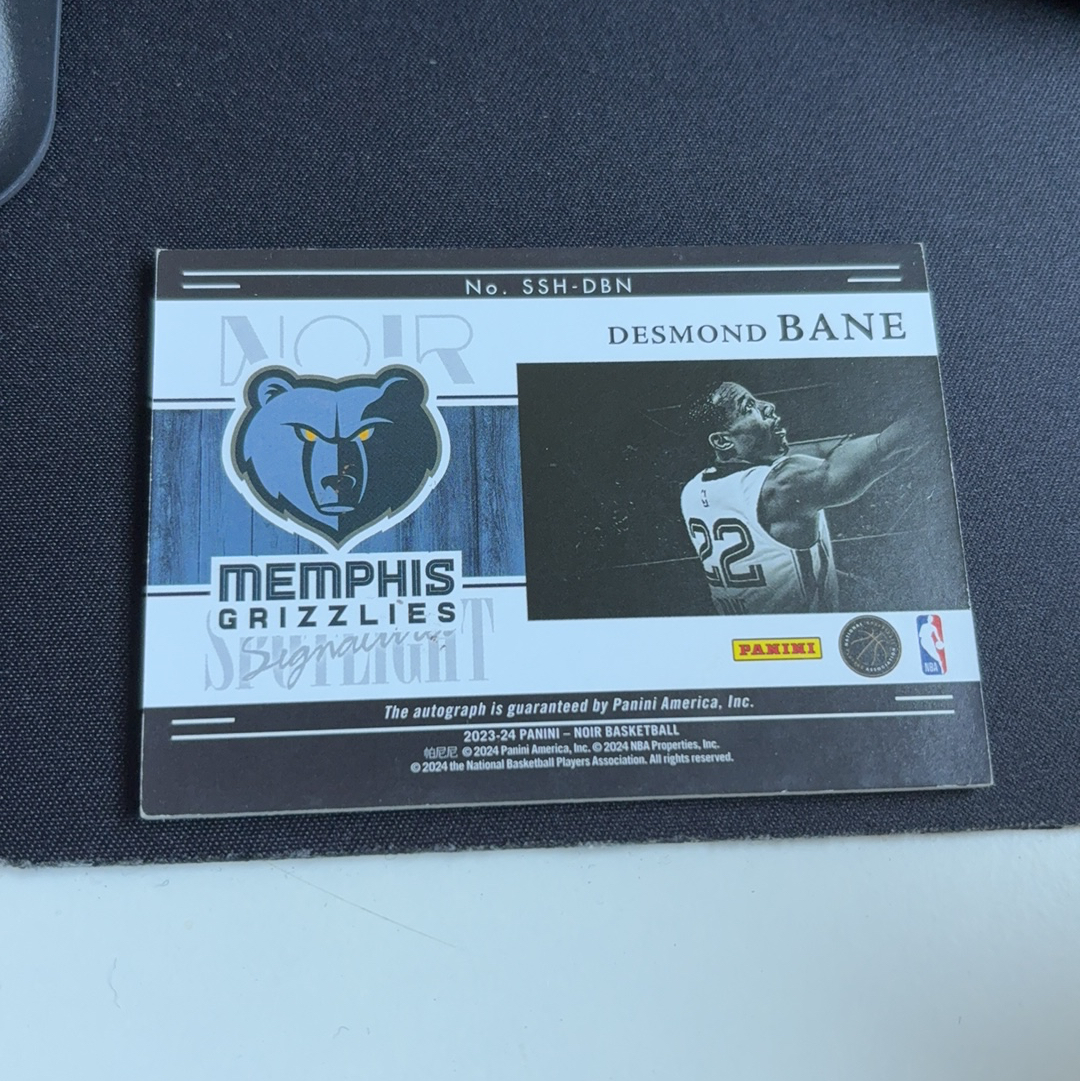 No. SSH-DBN
NOIR
DESMOND BANE
22
MEMPHIS
GRIZZLIES
SPOTLIGHT
Signatures
PANINI
NBA
The autograph is guaranteed by Panini America, Inc.
2023-24 PANINI – NOIR BASKETBALL
帕尼尼 © 2024 Panini America, Inc. © 2024 NBA Properties, Inc.
© 2024 the National Basketball Players Association. All rights reserved.